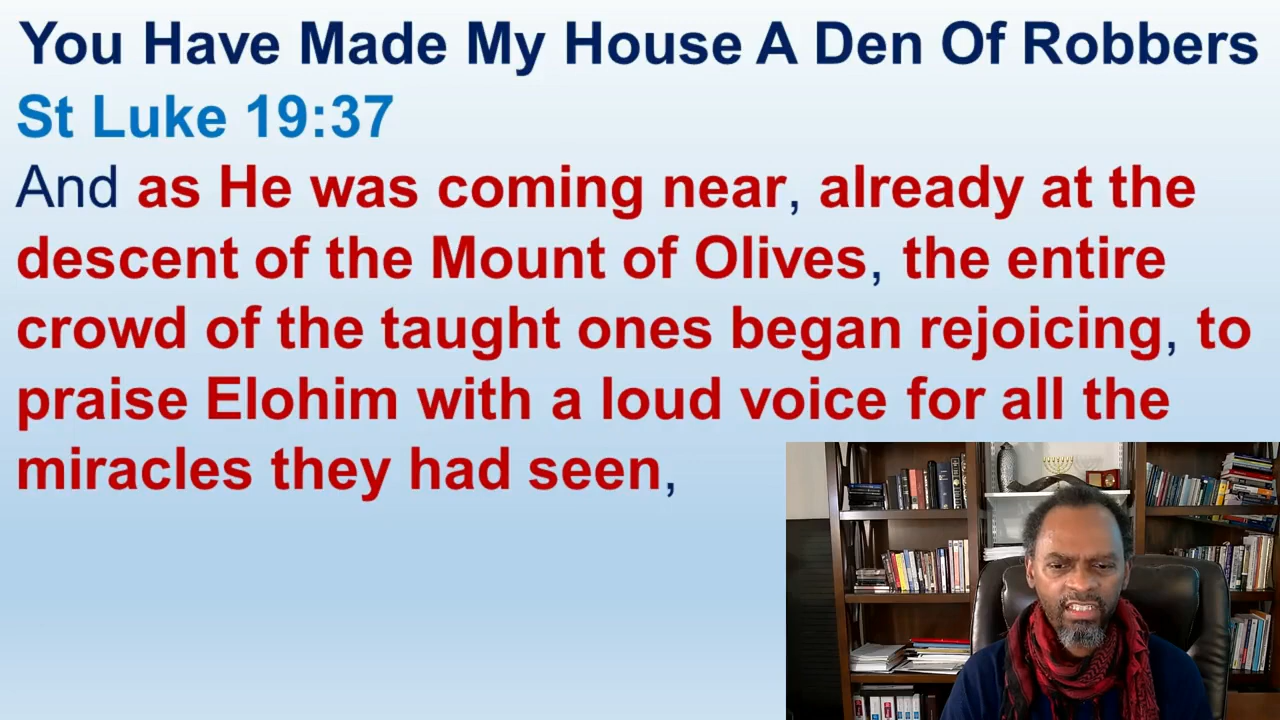 You Have Made My House A Den Of Robbers
St Luke 19:37
And as He was coming near, already at the
descent of the Mount of Olives, the entire
crowd of the taught ones began rejoicing, to
praise Elohim with a loud voice for all the
miracles they had seen,